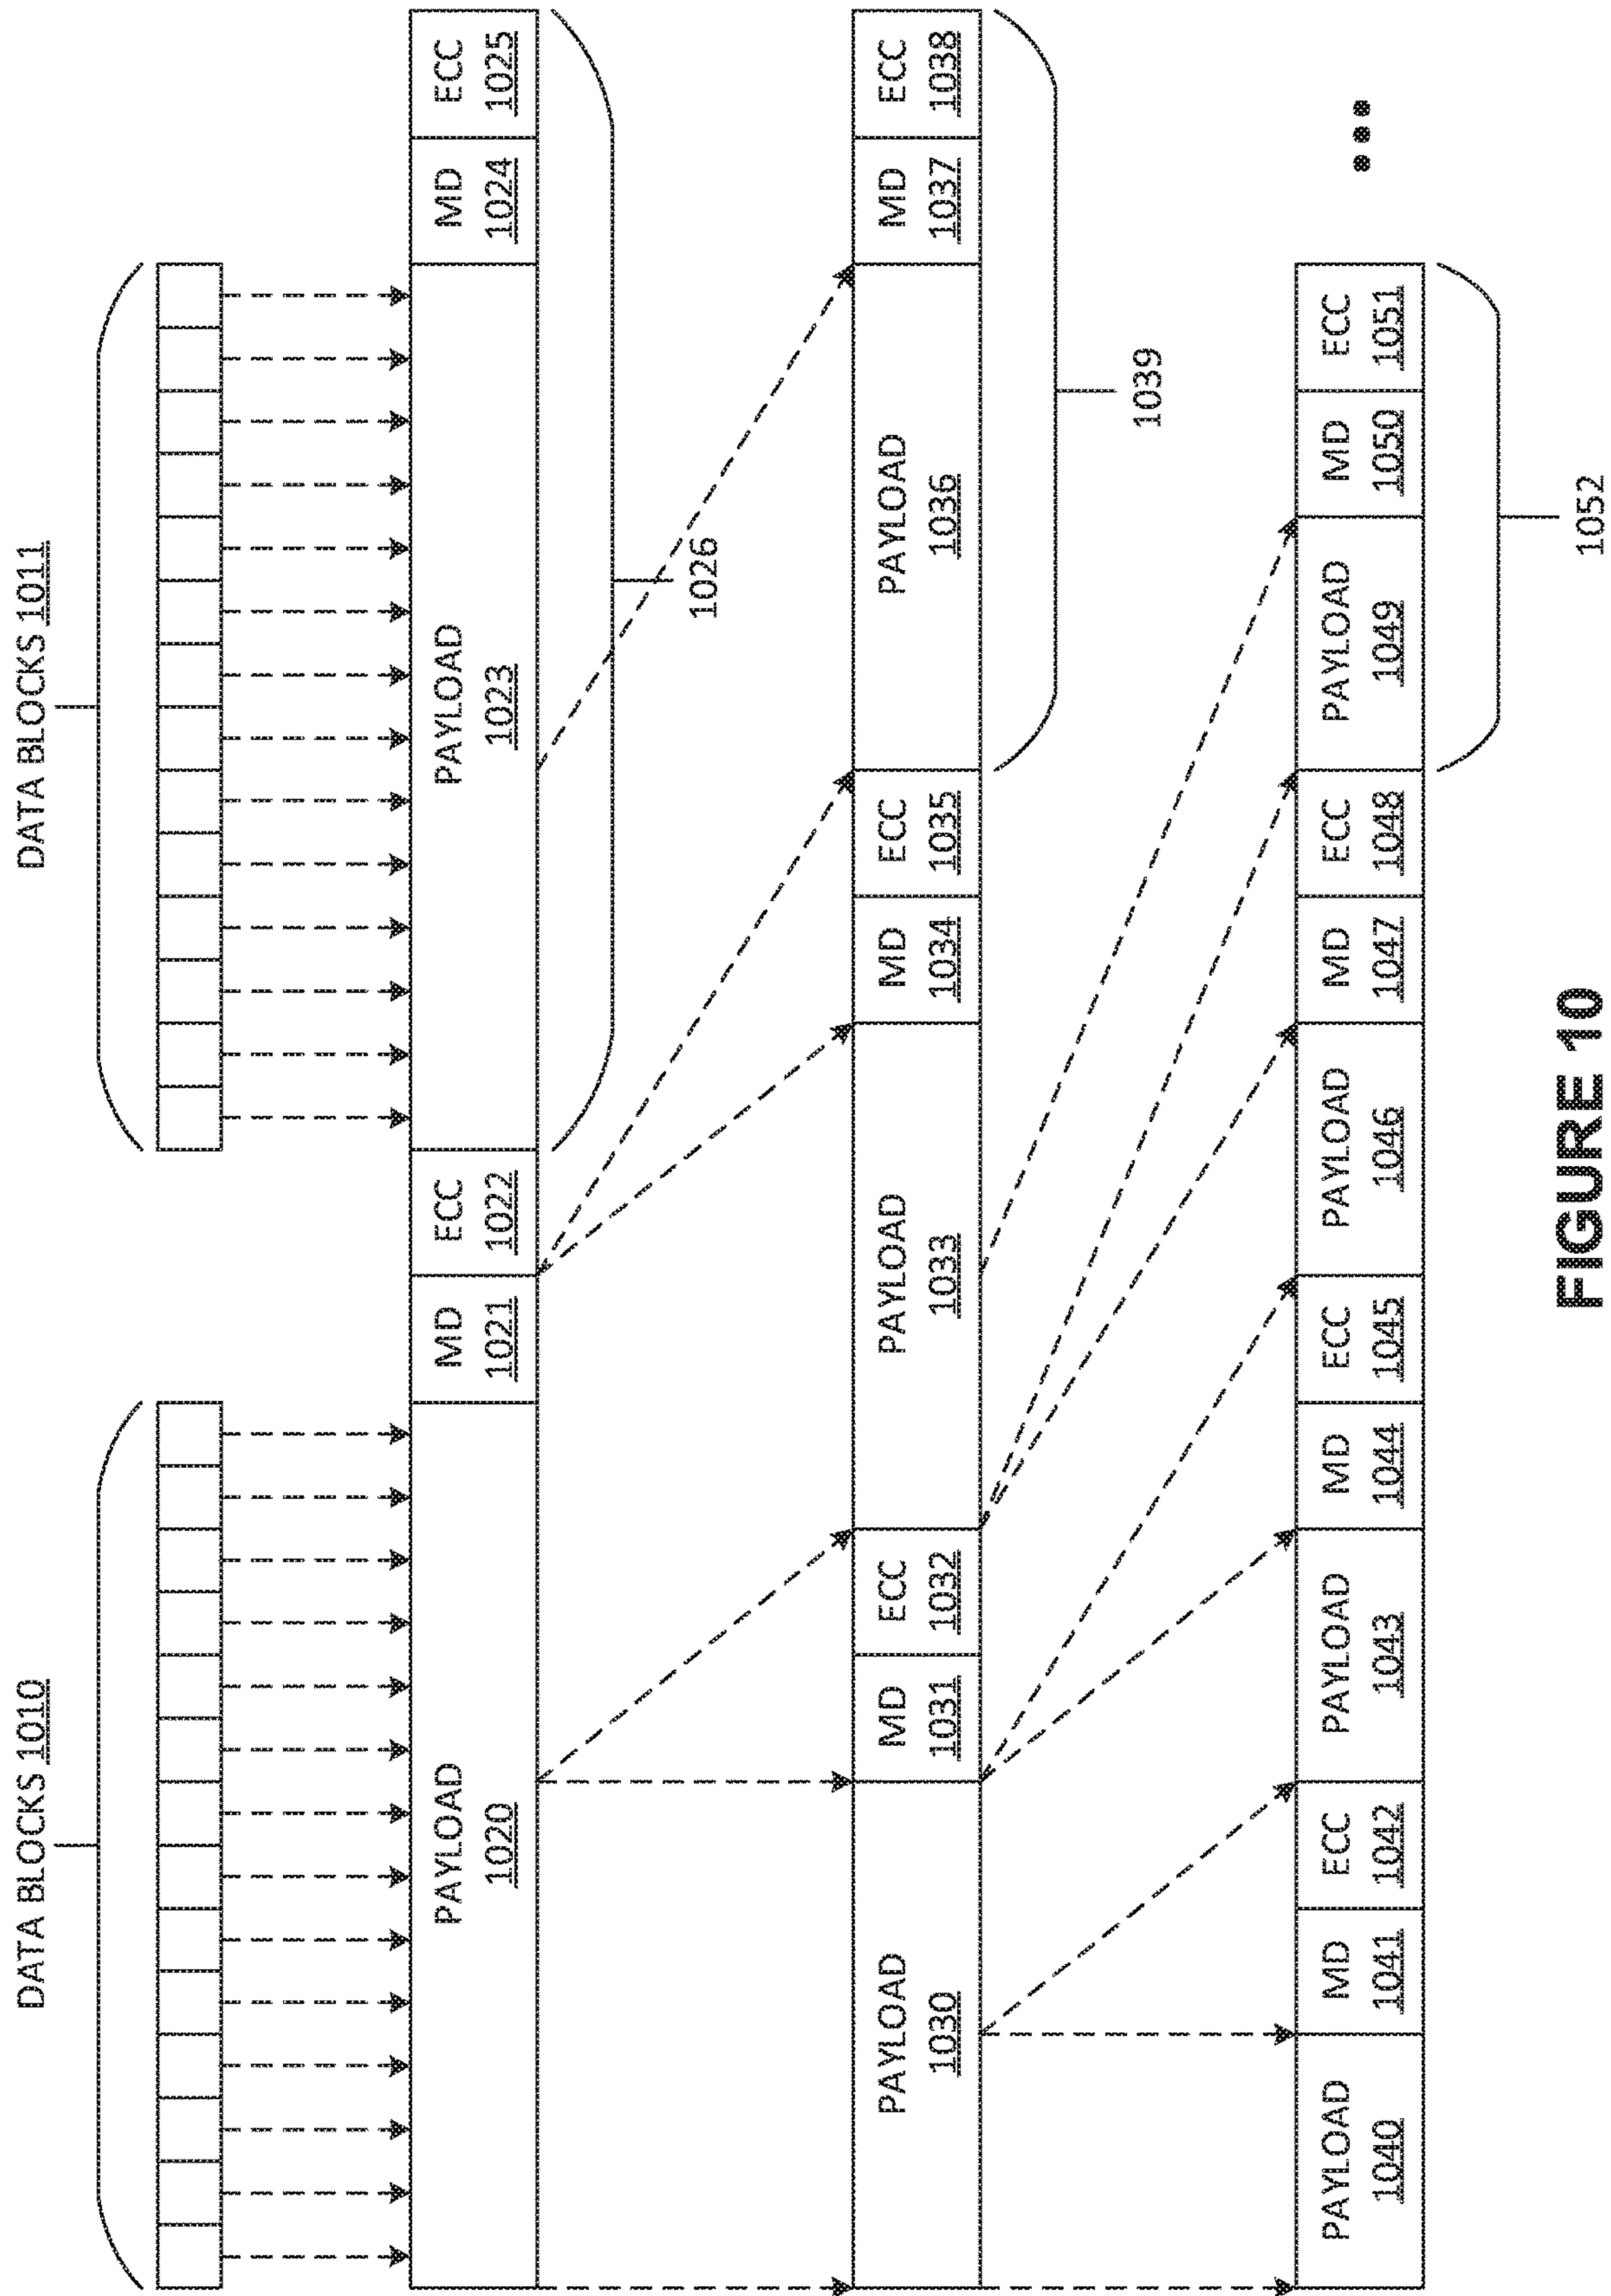 DATA BLOCKS 1010
DATA BLOCKS 1011
PAYLOAD
1020
MD
1021
ECC
1022
PAYLOAD
1023
MD
1024
ECC
1025
1026
PAYLOAD
1030
MD
1031
ECC
1032
PAYLOAD
1033
MD
1034
ECC
1035
PAYLOAD
1036
MD
1037
ECC
1038
1039
PAYLOAD
1040
MD
1041
ECC
1042
PAYLOAD
1043
MD
1044
ECC
1045
PAYLOAD
1046
MD
1047
ECC
1048
PAYLOAD
1049
MD
1050
ECC
1051
•••
1052
FIGURE 10